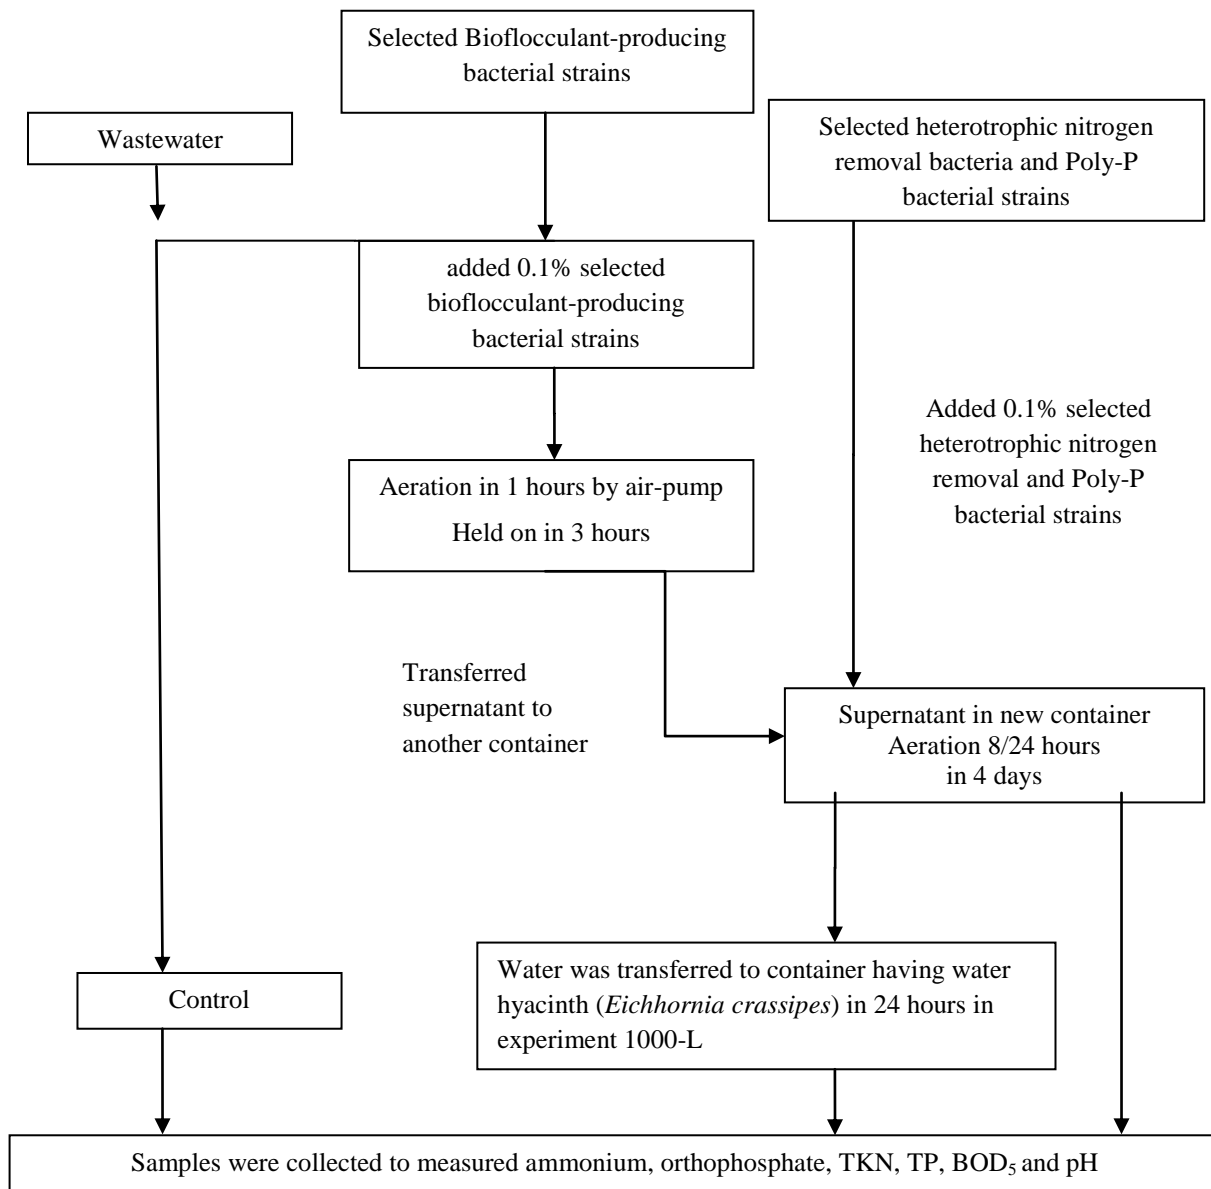 Selected Bioflocculant-producing
bacterial strains
Wastewater
Selected heterotrophic nitrogen
removal bacteria and Poly-P
bacterial strains
added 0.1% selected
bioflocculant-producing
bacterial strains
Added 0.1% selected
heterotrophic nitrogen
removal and Poly-P
bacterial strains
Aeration in 1 hours by air-pump
Held on in 3 hours
Transferred
supernatant to
another container
Supernatant in new container
Aeration 8/24 hours
in 4 days
Water was transferred to container having water
hyacinth (Eichhornia crassipes) in 24 hours in
experiment 1000-L
Control
Samples were collected to measured ammonium, orthophosphate, TKN, TP, BOD₅ and pH